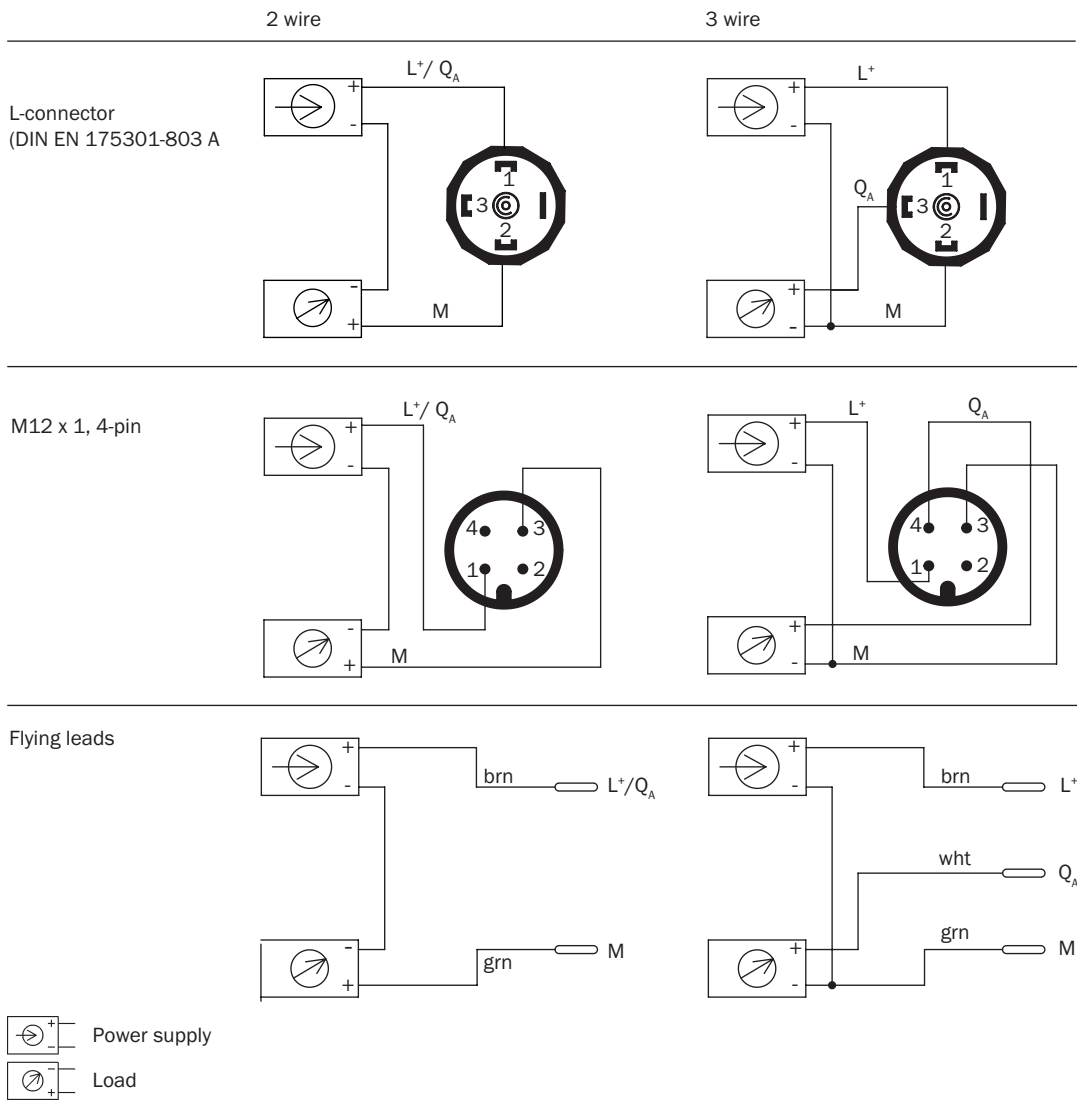 2 wire 3 wire
L-connector
(DIN EN 175301-803 A
L+/ QA
+
-
1
3
2
-
+
M
L+
+
-
QA
1
3
2
+
-
M
M12 x 1, 4-pin
L+/ QA
+
-
4 3
1 2
-
+
M
L+ QA
+
-
4 3
1 2
+
-
M
Flying leads
+
-
brn L+/QA
-
+
grn M
+
-
brn L+
wht QA
+
-
grn M
+
-
Power supply
-
+
Load